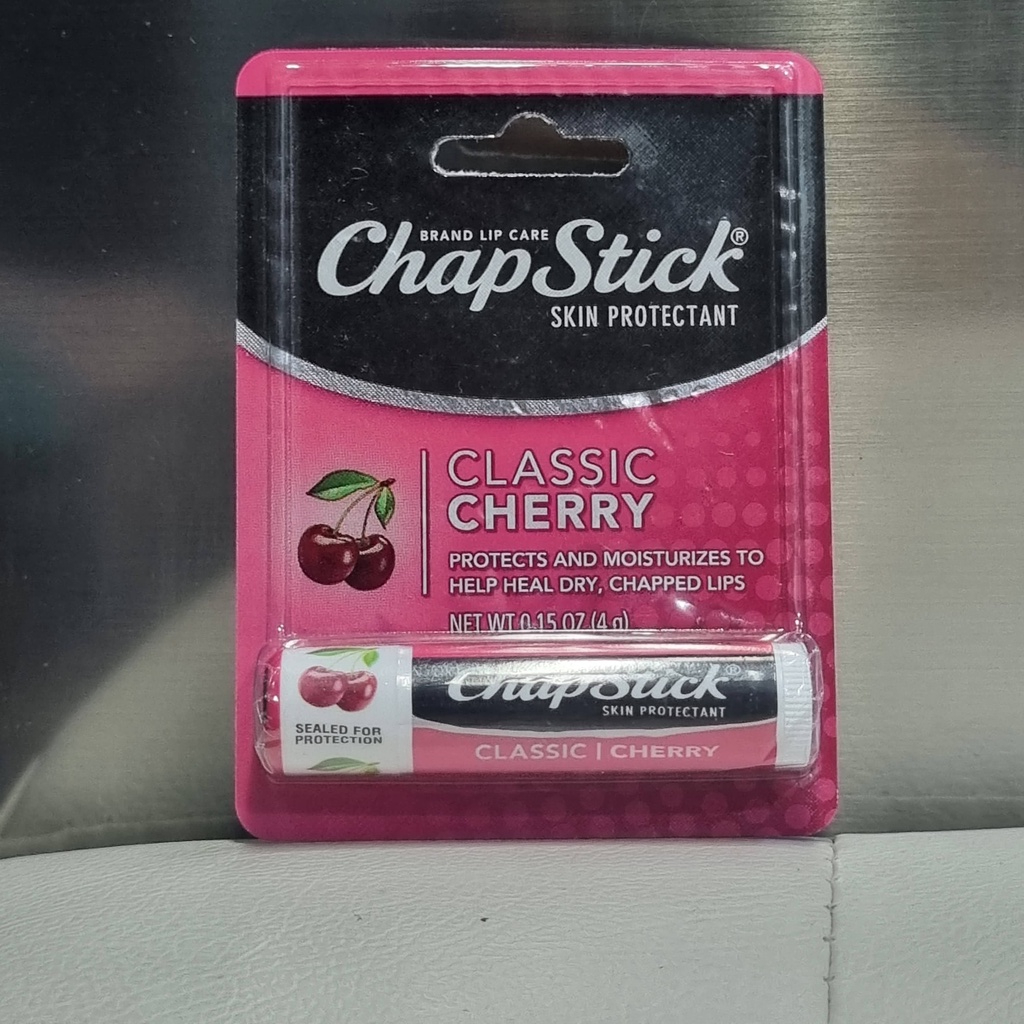 BRAND LIP CARE
ChapStick®
SKIN PROTECTANT
CLASSIC
CHERRY
PROTECTS AND MOISTURIZES TO
HELP HEAL DRY, CHAPPED LIPS
NET WT 0.15 OZ (4 g)
ChapStick®
SKIN PROTECTANT
SEALED FOR
PROTECTION
CLASSIC | CHERRY